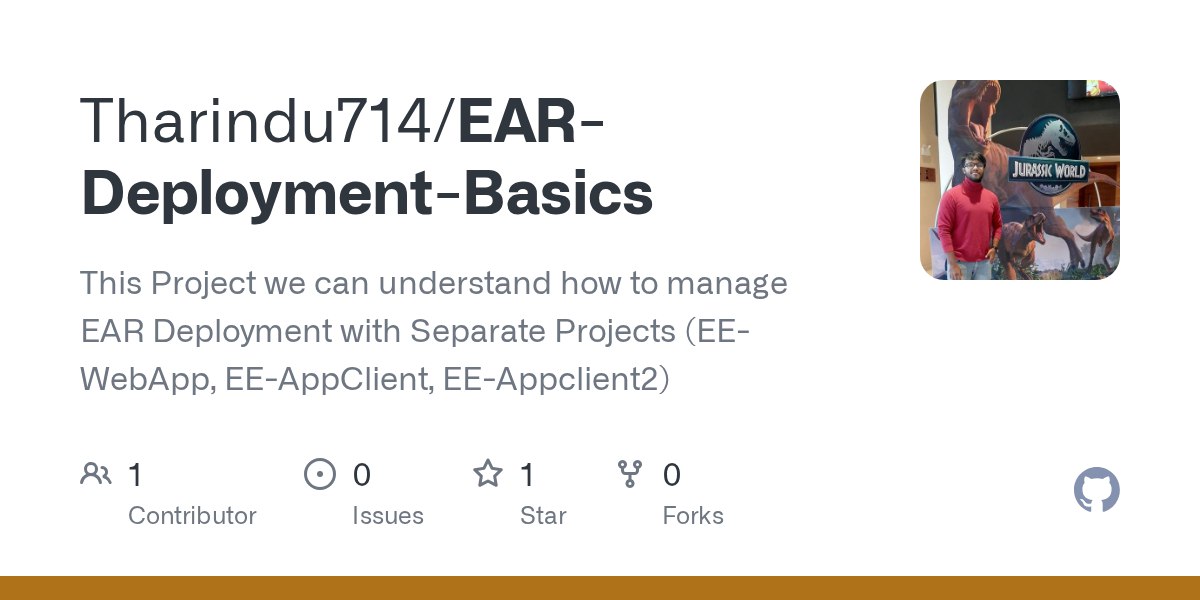 Tharindu714/EAR-
Deployment-Basics
This Project we can understand how to manage
EAR Deployment with Separate Projects (EE-
WebApp, EE-AppClient, EE-Appclient2)
1
Contributor
0
Issues
1
Star
0
Forks
JURASSIC WORLD